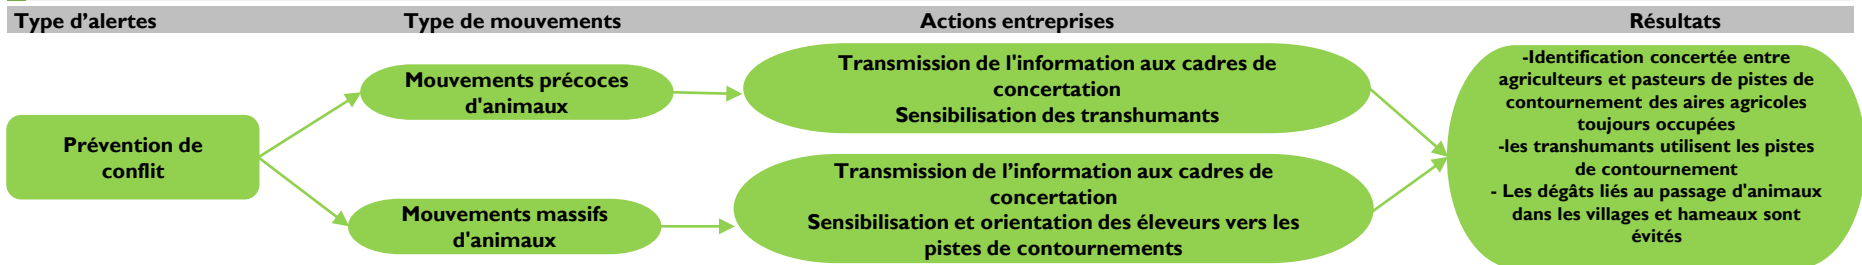 Type d’alertes
Type de mouvements
Actions entreprises
Résultats
Prévention de
conflit
Mouvements précoces
d'animaux
Transmission de l'information aux cadres de
concertation
Sensibilisation des transhumants
Mouvements massifs
d'animaux
Transmission de l’information aux cadres de
concertation
Sensibilisation et orientation des éleveurs vers les
pistes de contournements
-Identification concertée entre
agriculteurs et pasteurs de pistes de
contournement des aires agricoles
toujours occupées
-les transhumants utilisent les pistes
de contournement
- Les dégâts liés au passage d'animaux
dans les villages et hameaux sont
évités